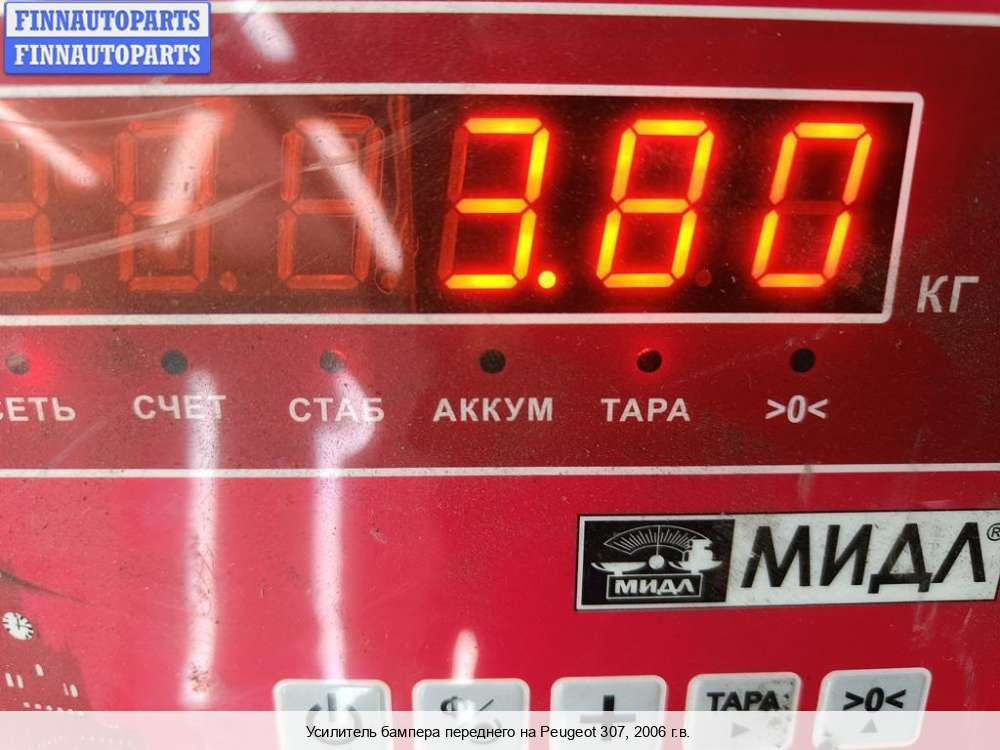 FINNAUTOPARTS
FINNAUTOPARTS
3.80
КГ
СЕТЬ СЧЕТ СТАБ АККУМ ТАРА >0<
МИДЛ МИДЛ®
ТАРА >0<
Усилитель бампера переднего на Peugeot 307, 2006 г.в.